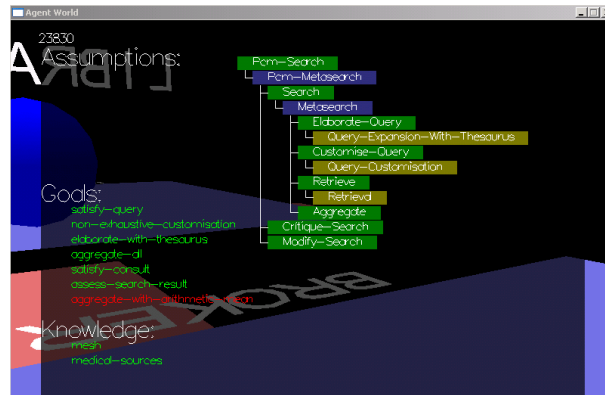 Agent World
23830
Assumptions:
A
LIBR
Pcm-Search
Pcm-Metasearch
Search
Metasearch
Elaborate-Query
Query-Expansion-With-Thesaurus
Customise-Query
Query-Customisation
Retrieve
Retrieval
Aggregate
Critique-Search
Modify-Search
Goals:
satisfy-query
non-exhaustive-customisation
elaborate-with-thesaurus
aggregate-all
satisfy-consult
assess-search-result
aggregate-with-arithmetic-mean
BROKER
Knowledge:
mesh
medical-sources